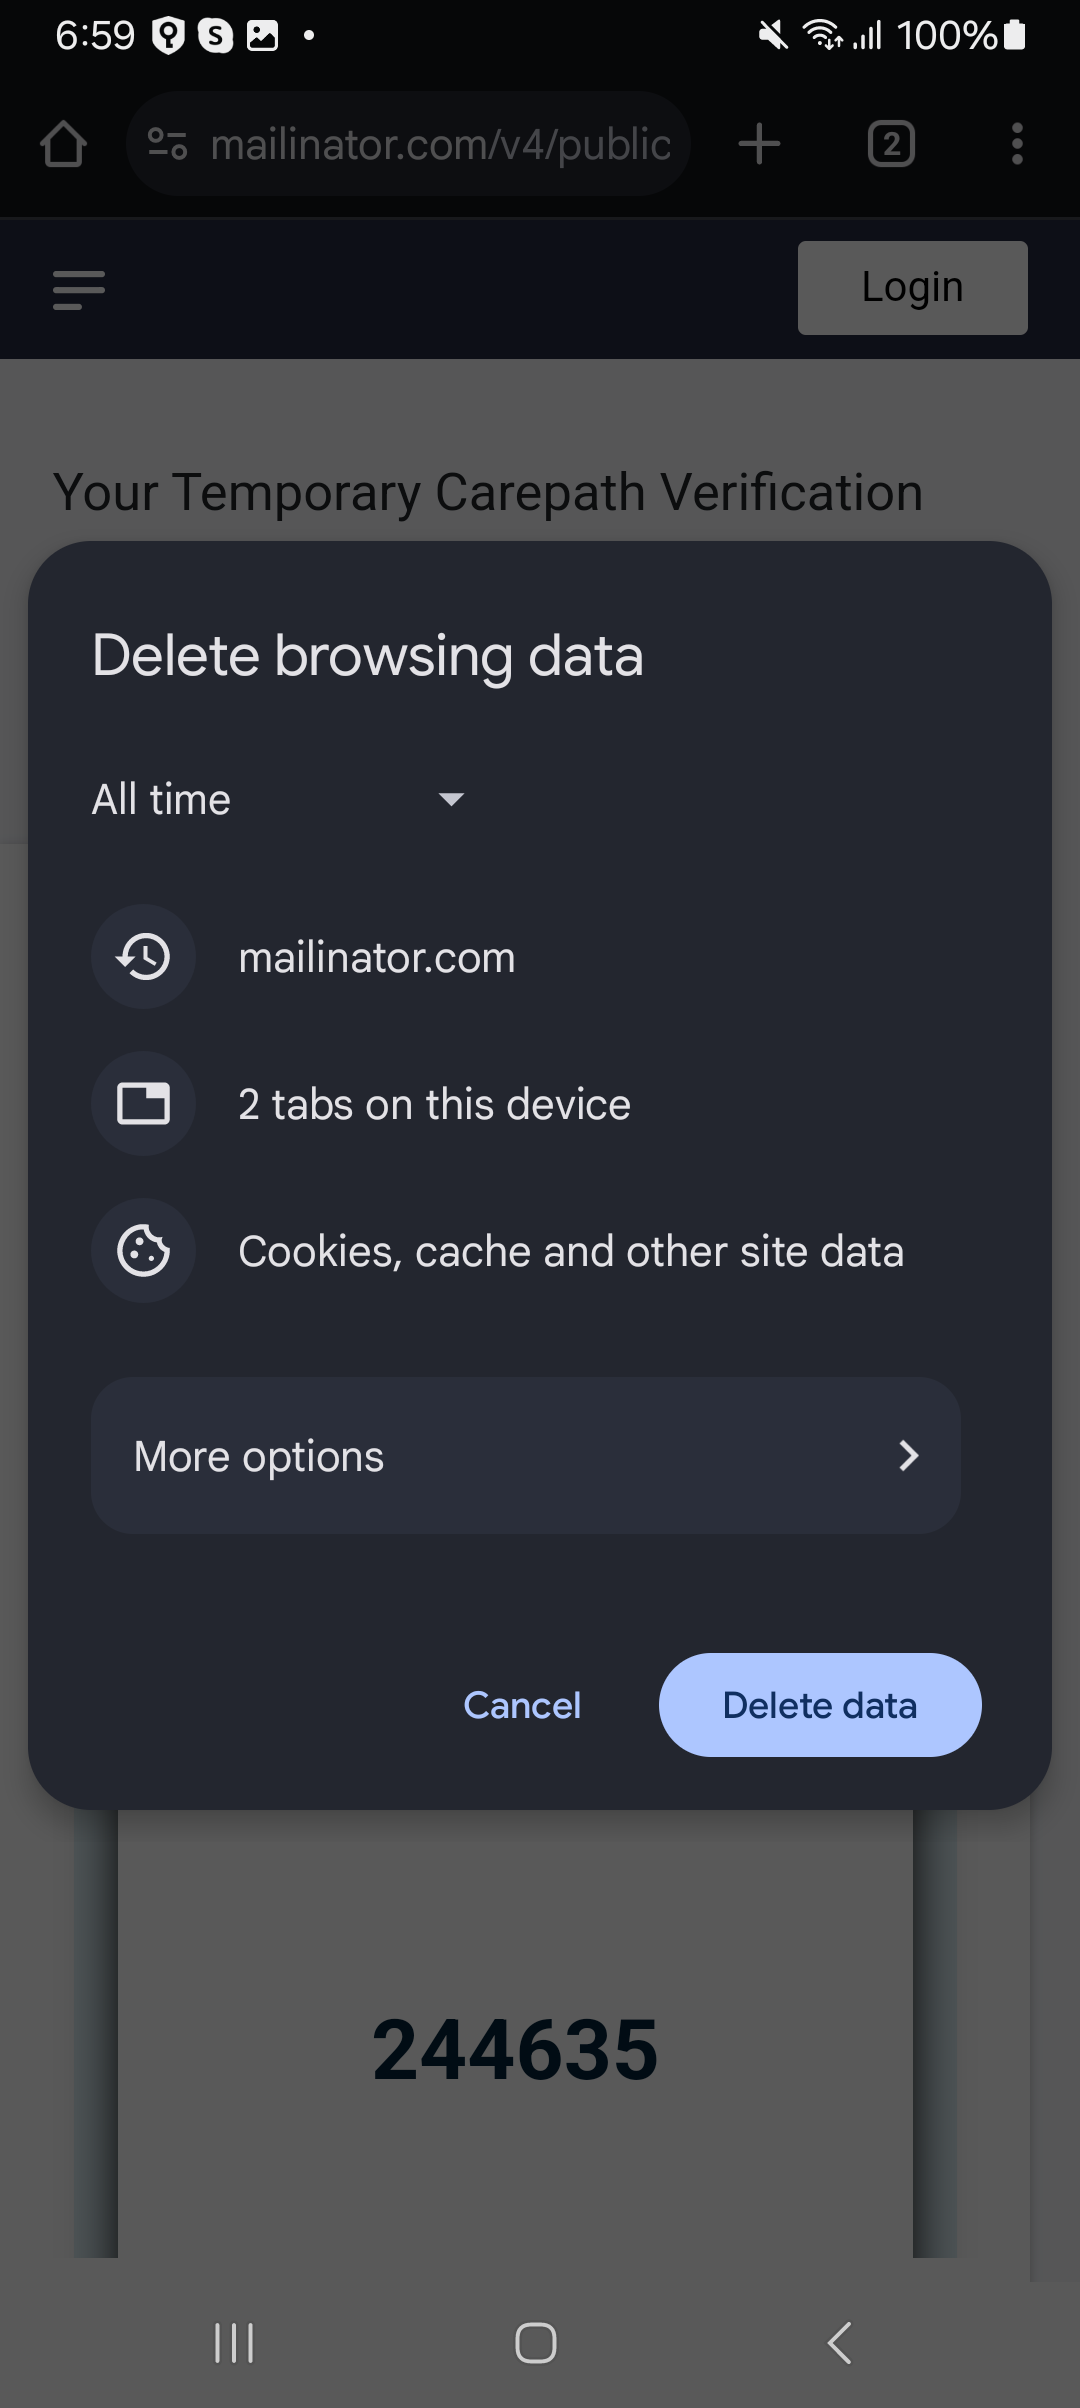 6:59
100%
mailinator.com/v4/public
2
Login
Your Temporary Carepath Verification
Delete browsing data
All time
mailinator.com
2 tabs on this device
Cookies, cache and other site data
More options
Cancel
Delete data
244635